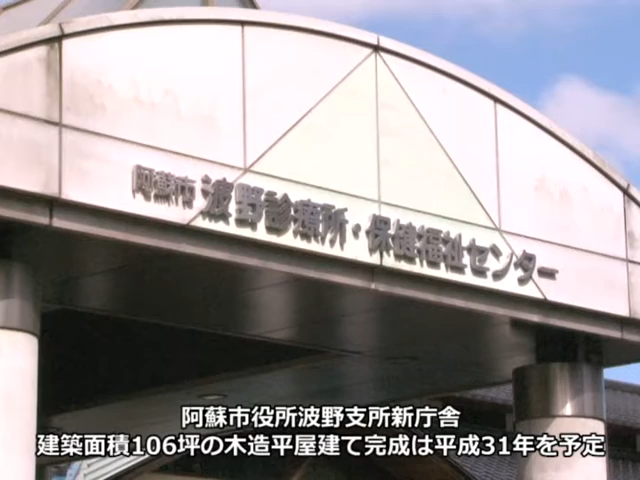 阿蘇市 波野診療所・保健福祉センター
阿蘇市役所波野支所新庁舎
建築面積106坪の木造平屋建て完成は平成31年を予定